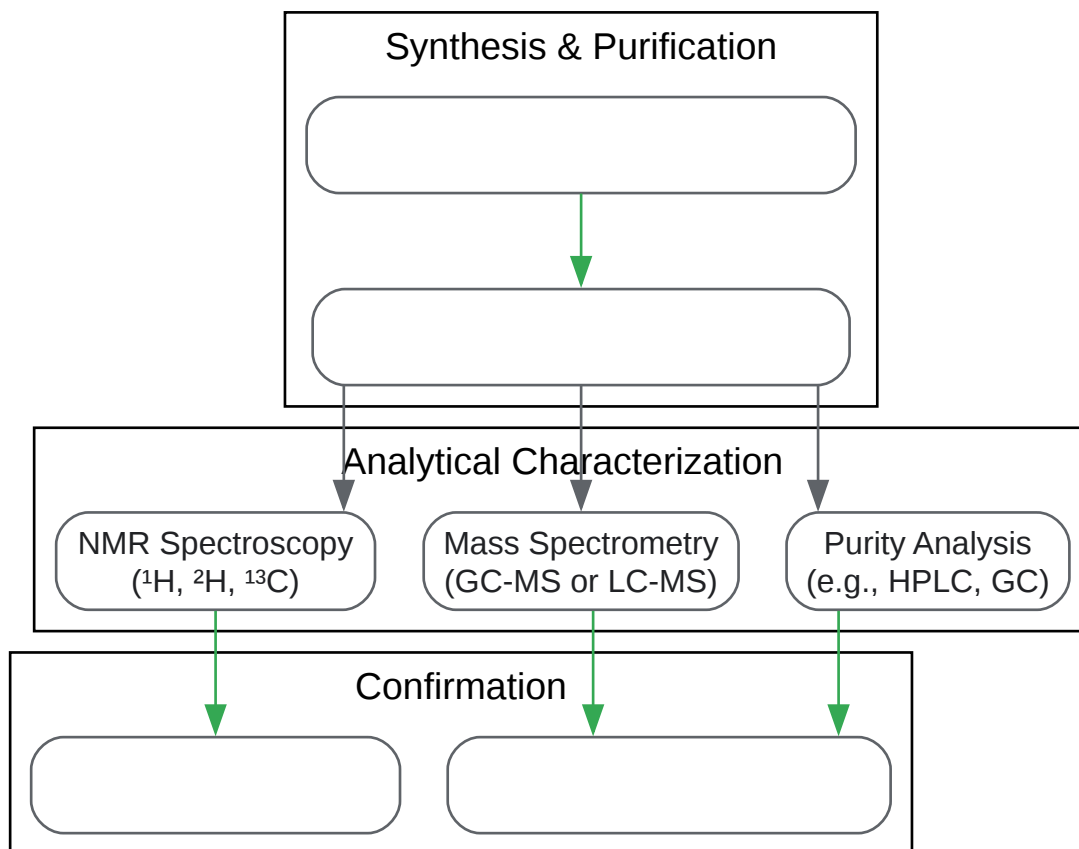 Synthesis & Purification
Analytical Characterization
NMR Spectroscopy
(¹H, ²H, ¹³C)
Mass Spectrometry
(GC-MS or LC-MS)
Purity Analysis
(e.g., HPLC, GC)
Confirmation